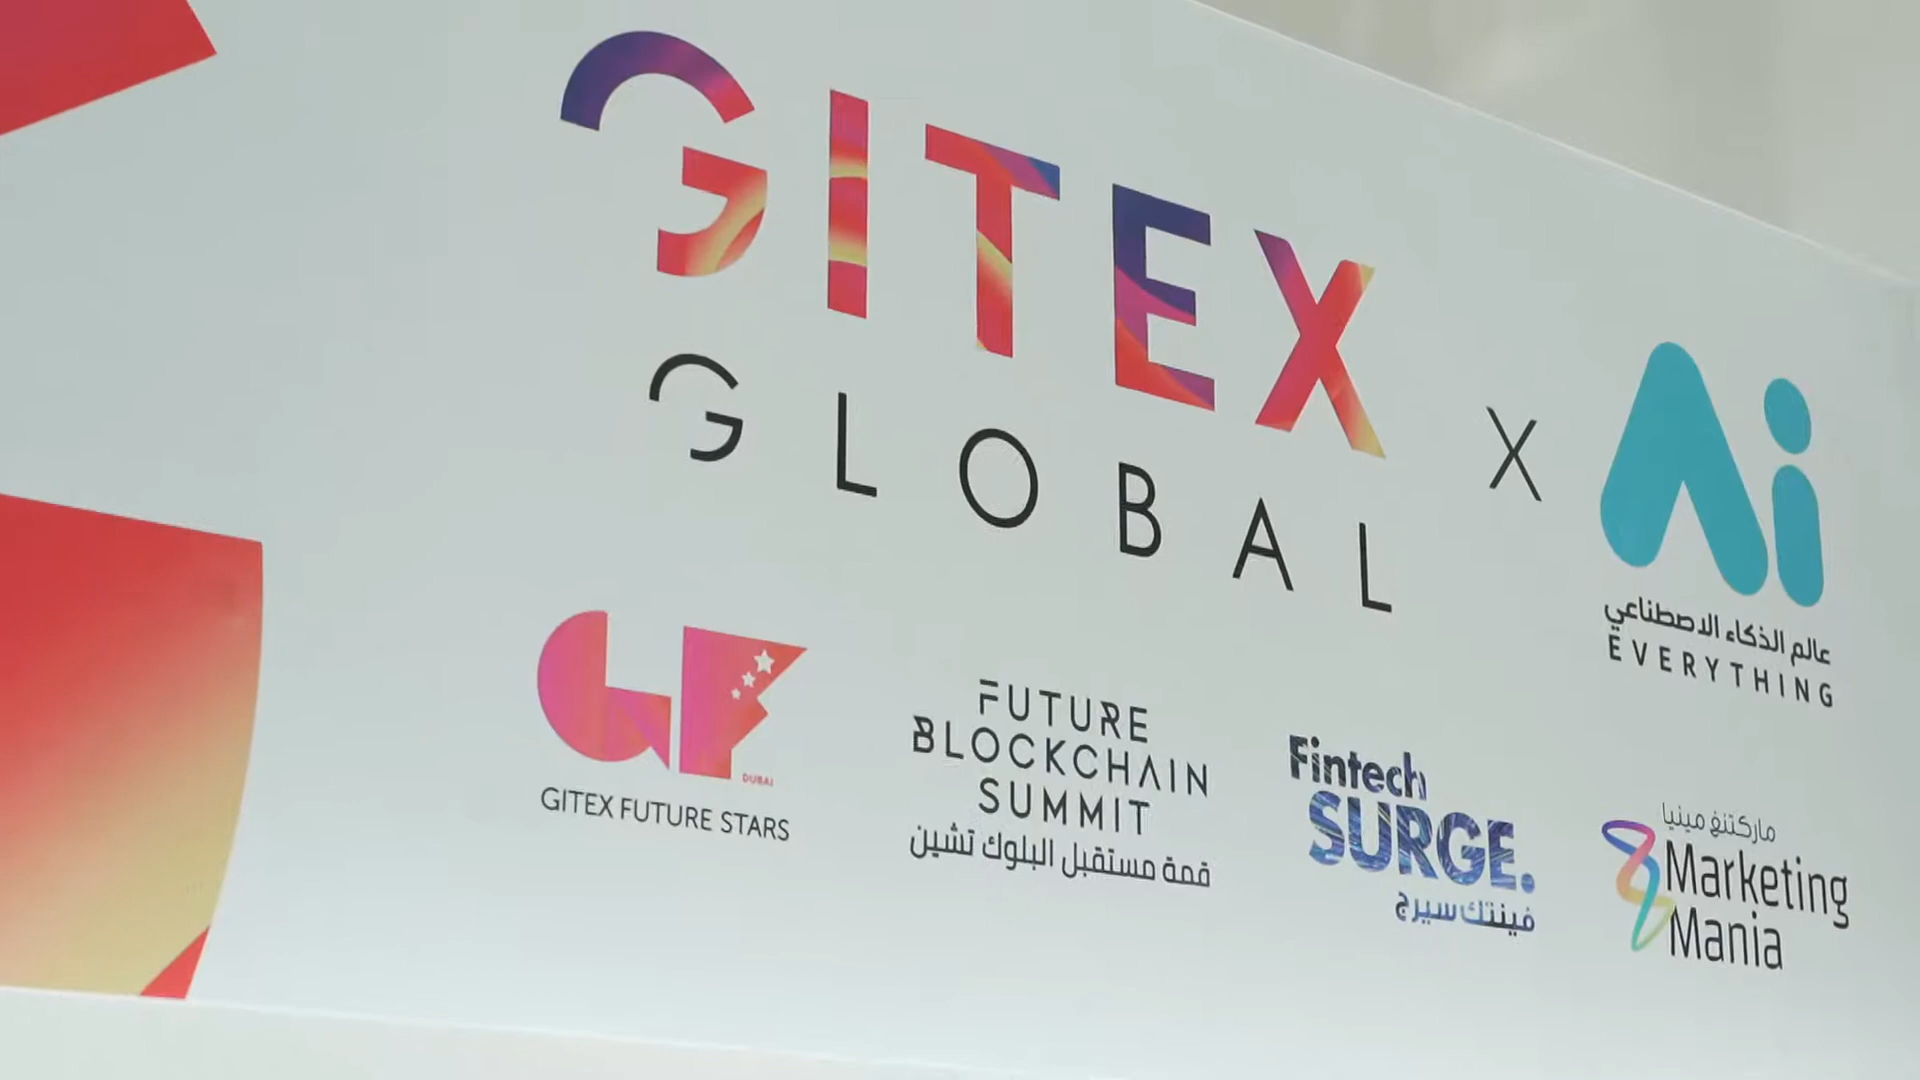 GITEX
GLOBAL
X
Ai
عالم الذكاء الاصطناعي
EVERYTHING
GF
DUBAI
GITEX FUTURE STARS
FUTURE
BLOCKCHAIN
SUMMIT
قمة مستقبل البلوك تشين
Fintech
SURGE.
فينتك سيرج
ماركتنغ مينيا
Marketing
Mania